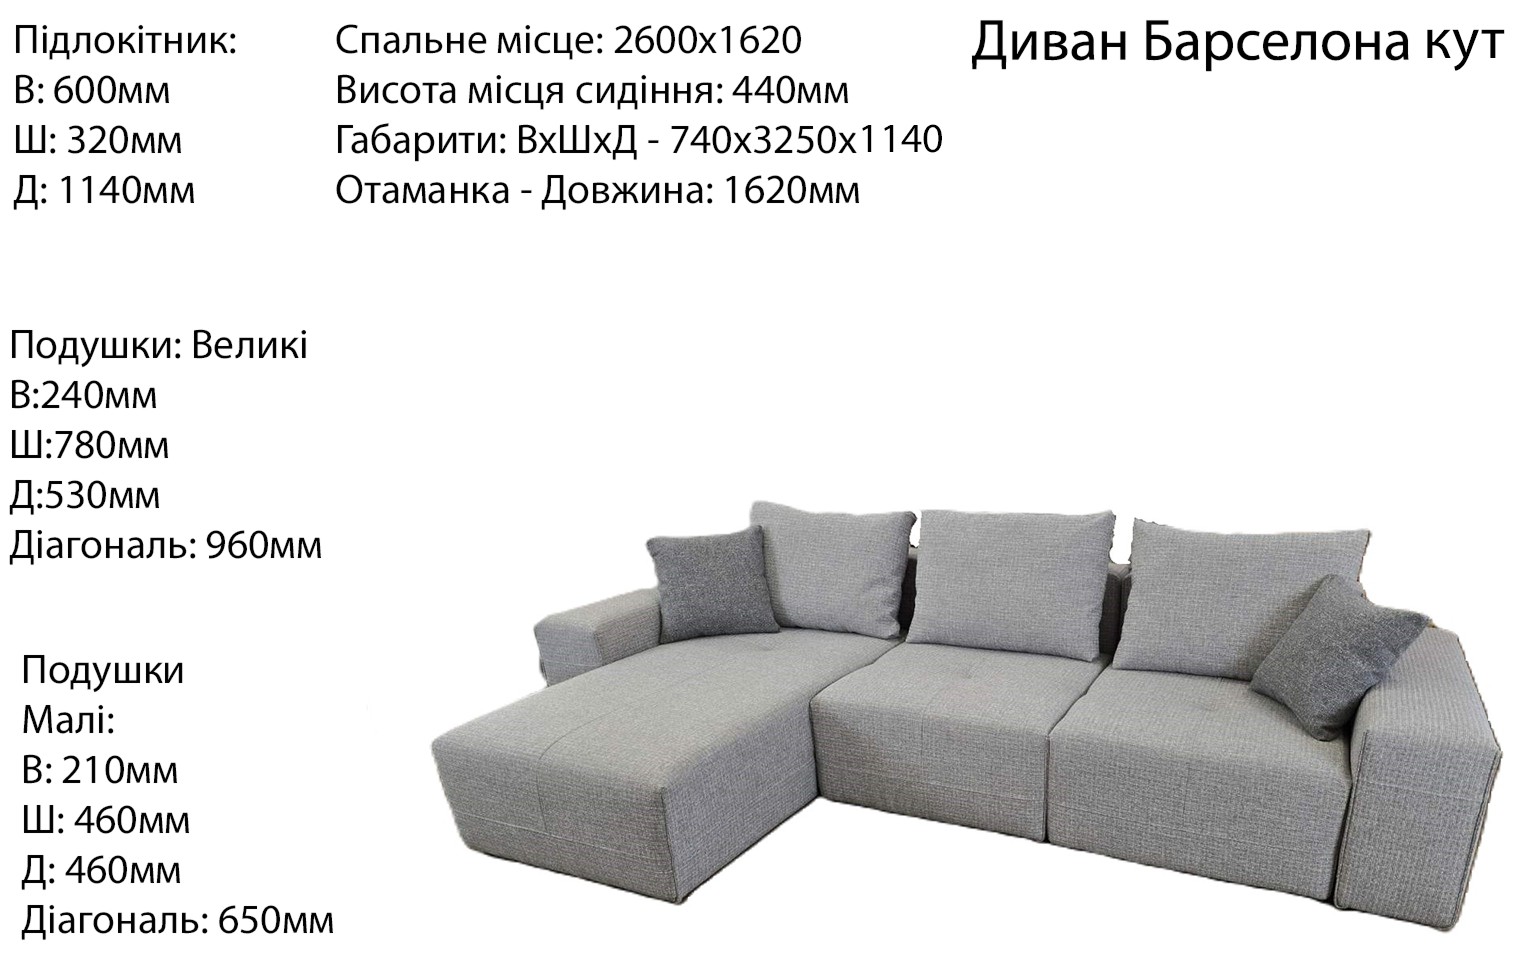 Диван Барселона кут
Підлокітник:
В: 600мм
Ш: 320мм
Д: 1140мм
Спальне місце: 2600х1620
Висота місця сидіння: 440мм
Габарити: ВхШхД - 740х3250х1140
Отаманка - Довжина: 1620мм
Подушки: Великі
В:240мм
Ш:780мм
Д:530мм
Діагональ: 960мм
Подушки
Малі:
В: 210мм
Ш: 460мм
Д: 460мм
Діагональ: 650мм